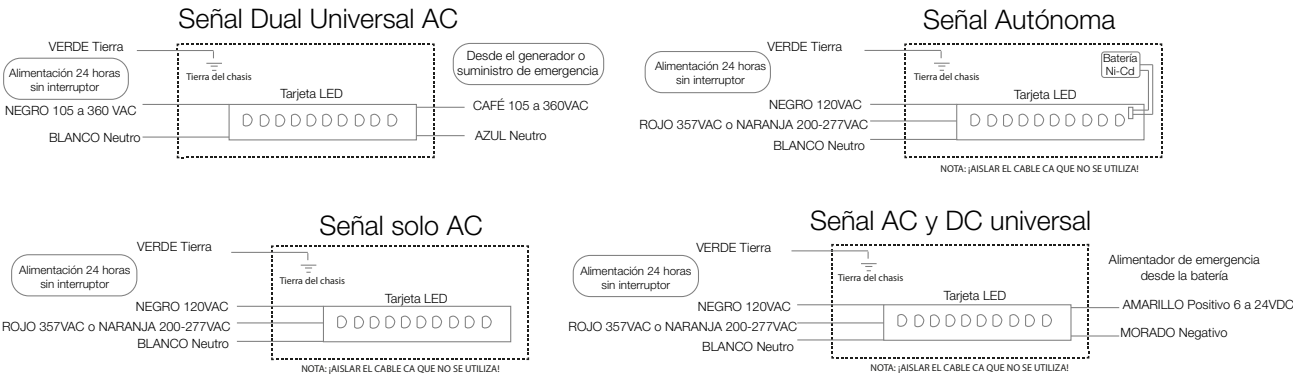 Señal Dual Universal AC
VERDE Tierra
Alimentación 24 horas
sin interruptor
Tierra del chasis
Desde el generador o
suministro de emergencia
Tarjeta LED
NEGRO 105 a 360 VAC
CAFÉ 105 a 360VAC
BLANCO Neutro
AZUL Neutro
Señal Autónoma
VERDE Tierra
Alimentación 24 horas
sin interruptor
Tierra del chasis
Batería
Ni-Cd
Tarjeta LED
NEGRO 120VAC
ROJO 357VAC o NARANJA 200-277VAC
BLANCO Neutro
NOTA: ¡AISLAR EL CABLE CA QUE NO SE UTILIZA!
Señal solo AC
VERDE Tierra
Alimentación 24 horas
sin interruptor
Tierra del chasis
Tarjeta LED
NEGRO 120VAC
ROJO 357VAC o NARANJA 200-277VAC
BLANCO Neutro
NOTA: ¡AISLAR EL CABLE CA QUE NO SE UTILIZA!
Señal AC y DC universal
VERDE Tierra
Alimentación 24 horas
sin interruptor
Tierra del chasis
Alimentador de emergencia
desde la batería
Tarjeta LED
NEGRO 120VAC
AMARILLO Positivo 6 a 24VDC
ROJO 357VAC o NARANJA 200-277VAC
MORADO Negativo
BLANCO Neutro
NOTA: ¡AISLAR EL CABLE CA QUE NO SE UTILIZA!